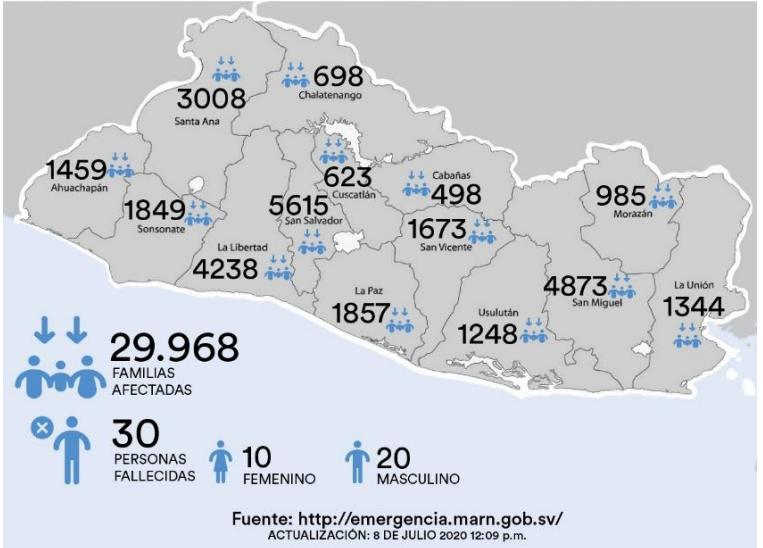 698
Chalatenango
3008
Santa Ana
1459
Ahuachapán
1849
Sonsonate
623
Cuscatlán
Cabañas
498
5615
San Salvador
La Libertad
4238
1673
San Vicente
985
Morazán
La Paz
1857
Usulután
1248
4873
San Miguel
La Unión
1344
29.968
FAMILIAS
AFECTADAS
30
PERSONAS
FALLECIDAS
10
FEMENINO
20
MASCULINO
Fuente: http://emergencia.marn.gob.sv/
ACTUALIZACIÓN: 8 DE JULIO 2020 12:09 p.m.